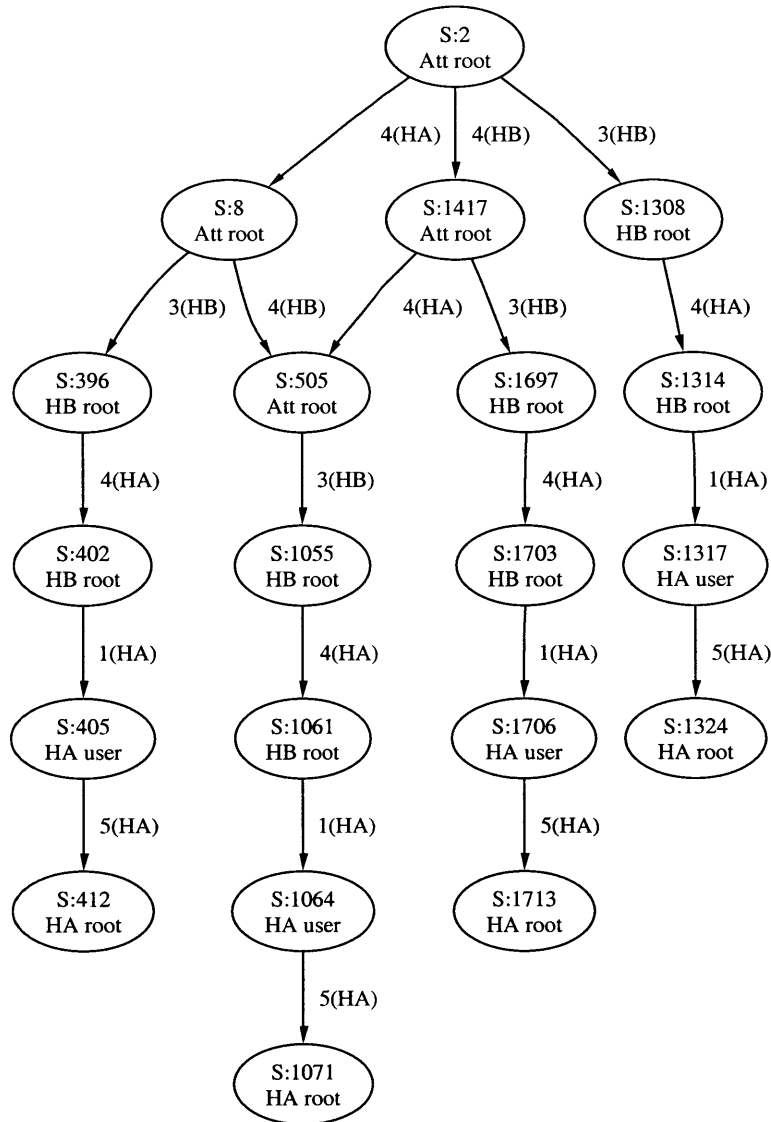 S:2
Att root
4(HA)
4(HB)
3(HB)
S:8
Att root
S:1417
Att root
S:1308
HB root
3(HB)
4(HB)
4(HA)
3(HB)
4(HA)
S:396
HB root
S:505
Att root
S:1697
HB root
S:1314
HB root
4(HA)
3(HB)
4(HA)
1(HA)
S:402
HB root
S:1055
HB root
S:1703
HB root
S:1317
HA user
1(HA)
4(HA)
1(HA)
5(HA)
S:405
HA user
S:1061
HB root
S:1706
HA user
S:1324
HA root
5(HA)
1(HA)
5(HA)
S:412
HA root
S:1064
HA user
S:1713
HA root
5(HA)
S:1071
HA root